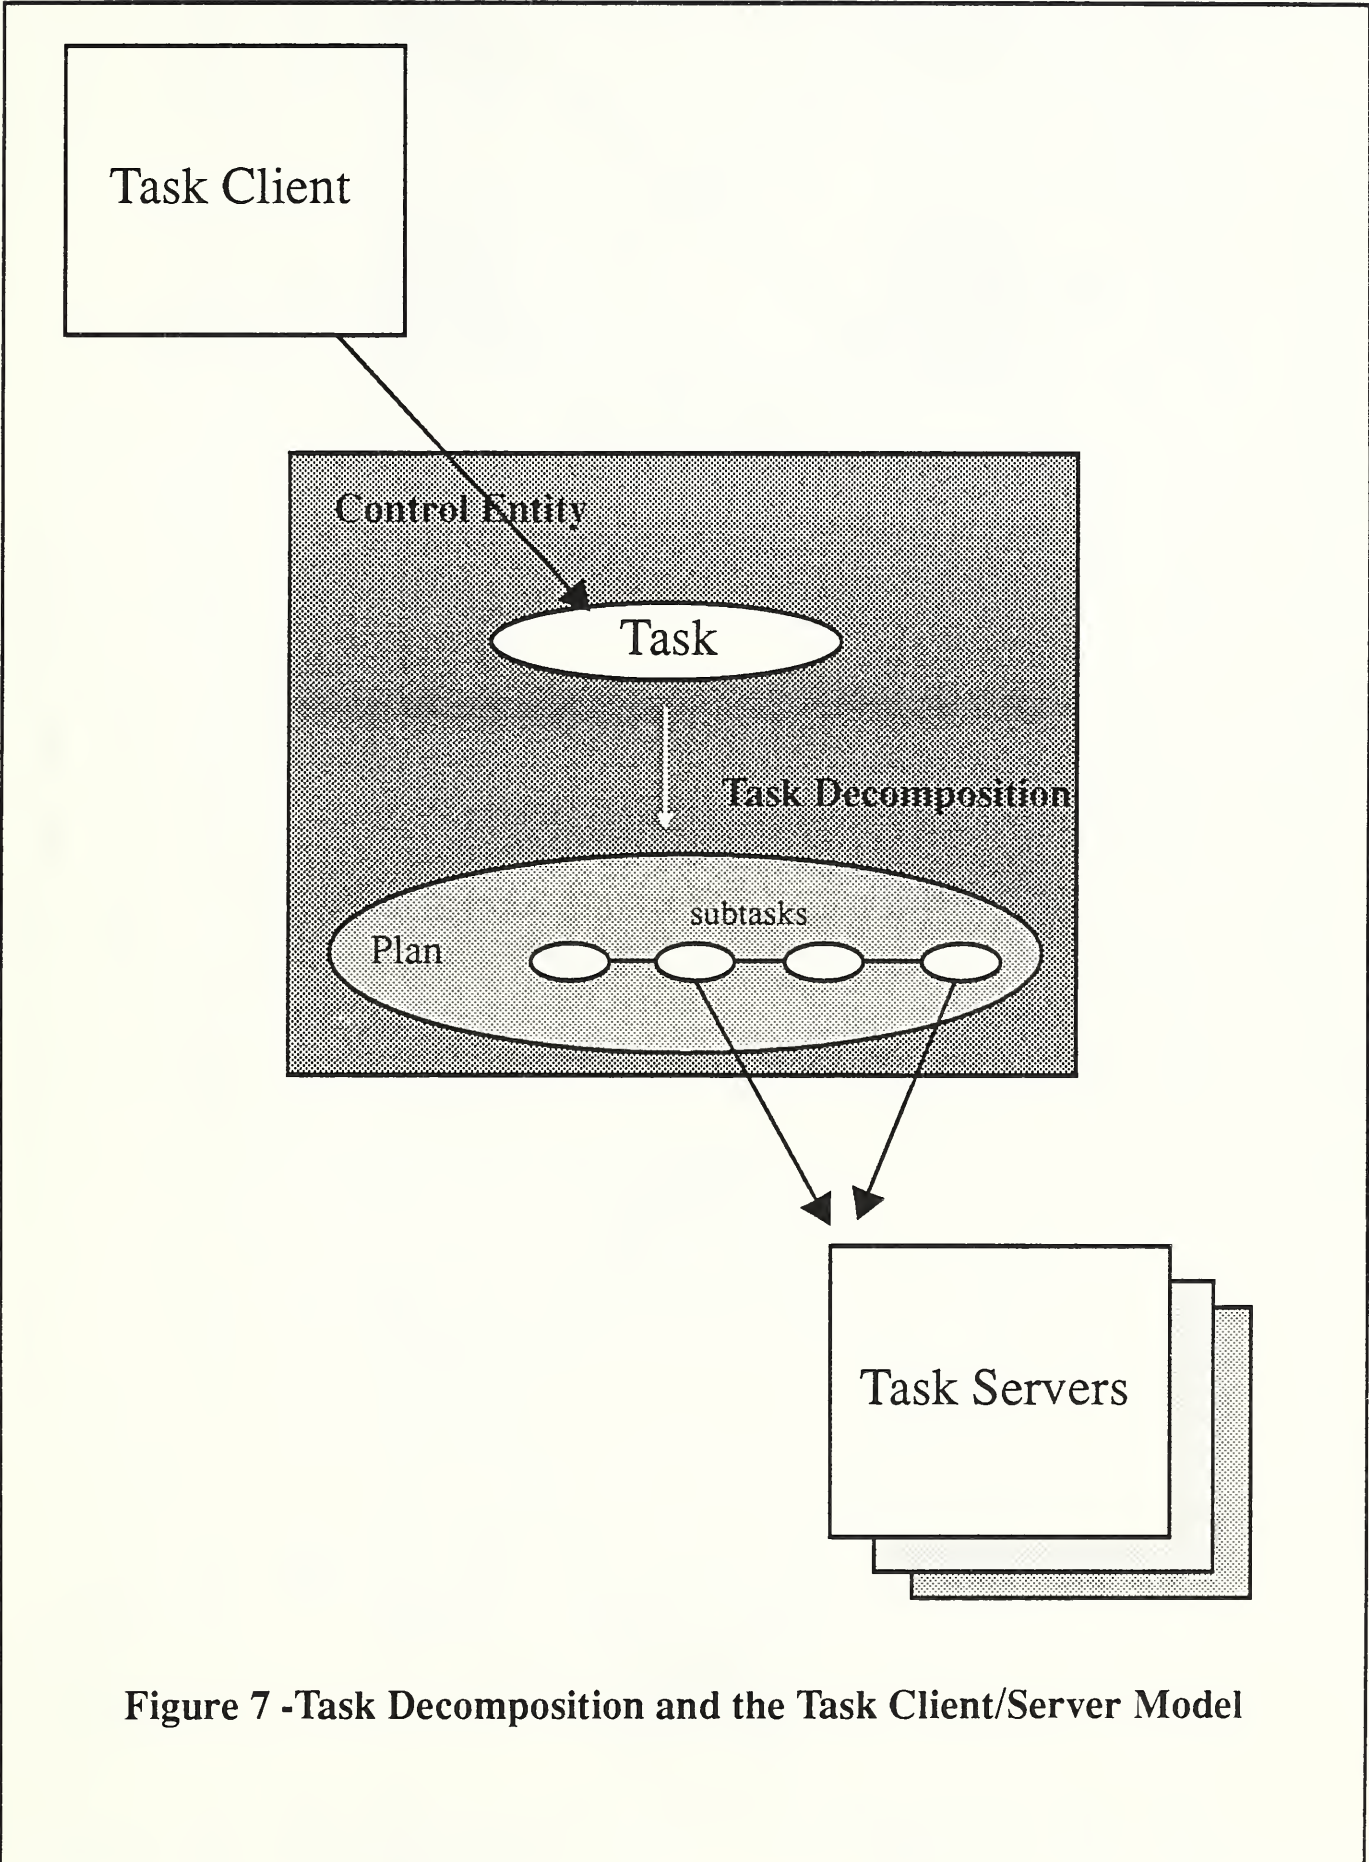 Task Client
Control Entity
Task
Task Decomposition
subtasks
Plan
Task Servers
Figure 7 -Task Decomposition and the Task Client/Server Model